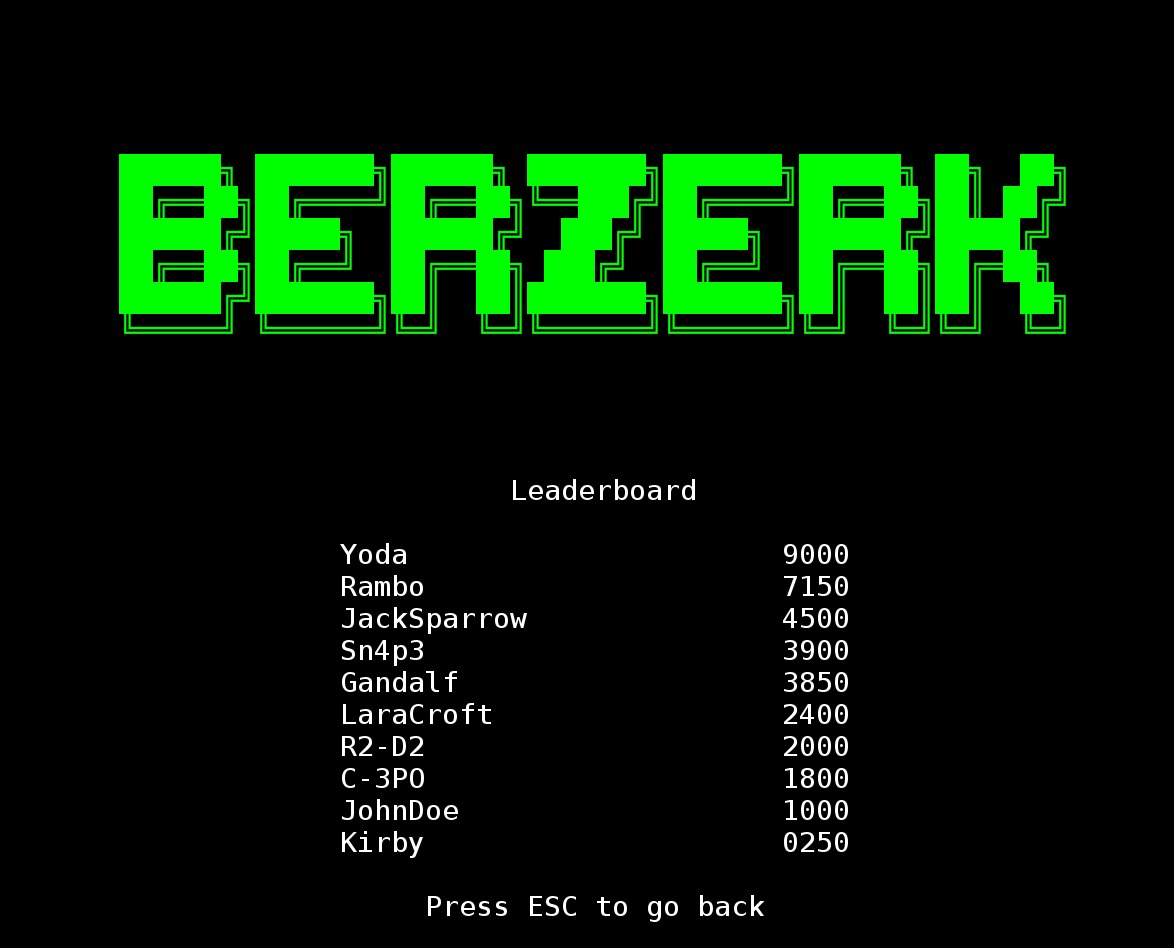 BERZERK
Leaderboard
Yoda 9000
Rambo 7150
JackSparrow 4500
Sn4p3 3900
Gandalf 3850
LaraCroft 2400
R2-D2 2000
C-3PO 1800
JohnDoe 1000
Kirby 0250
Press ESC to go back